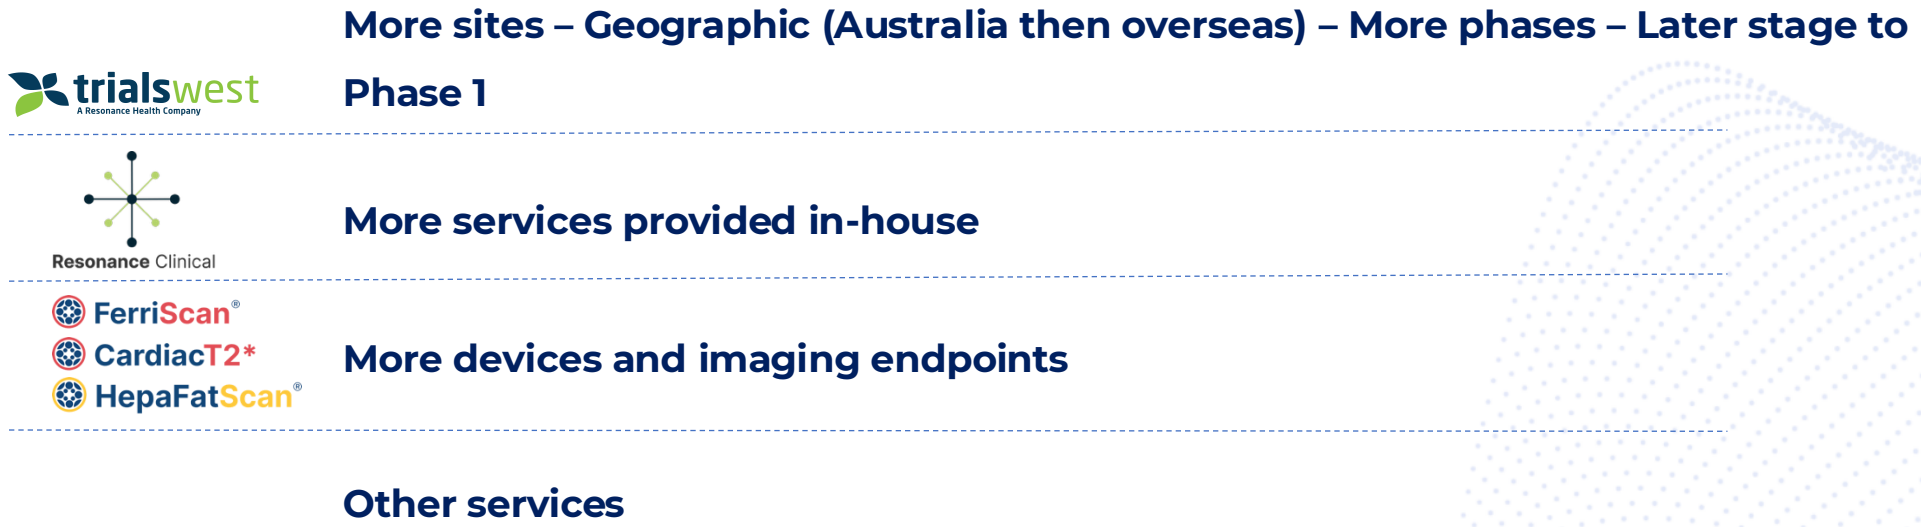 More sites – Geographic (Australia then overseas) – More phases – Later stage to
trialswest
A Resonance Health Company
Phase 1
Resonance Clinical
More services provided in-house
FerriScan®
CardiacT2*
HepaFatScan®
More devices and imaging endpoints
Other services